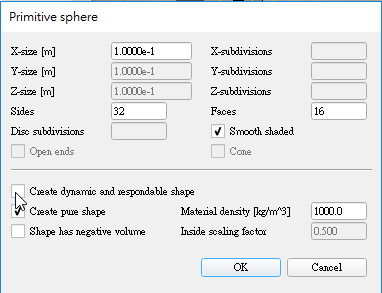 Primitive sphere
X-size [m] 1.0000e-1 X-subdivisions
Y-size [m] 1.0000e-1 Y-subdivisions
Z-size [m] 1.0000e-1 Z-subdivisions
Sides 32 Faces 16
Disc subdivisions Smooth shaded
Open ends Cone
Create dynamic and respondable shape
Create pure shape Material density [kg/m^3] 1000.0
Shape has negative volume Inside scaling factor 0.500
OK Cancel